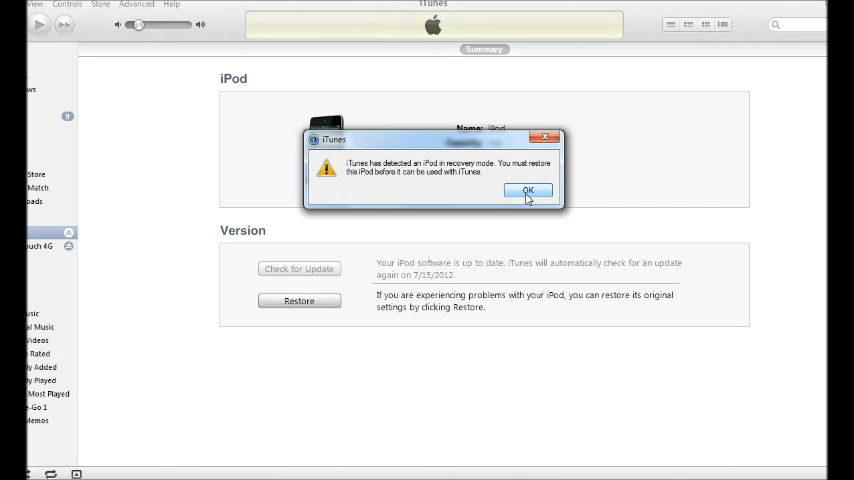 iTunes
View Controls Store Advanced Help
Summary
iPod
Name: iPod
iTunes
iTunes has detected an iPod in recovery mode. You must restore
this iPod before it can be used with iTunes.
OK
9
Store
Match
Version
Check for Update
Your iPod software is up to date. iTunes will automatically check for an update
again on 7/15/2012.
Restore
If you are experiencing problems with your iPod, you can restore its original
settings by clicking Restore.
ouch 4G
usic
al Music
Videos
Rated
ly Added
ly Played
Most Played
e-Go 1
Memos